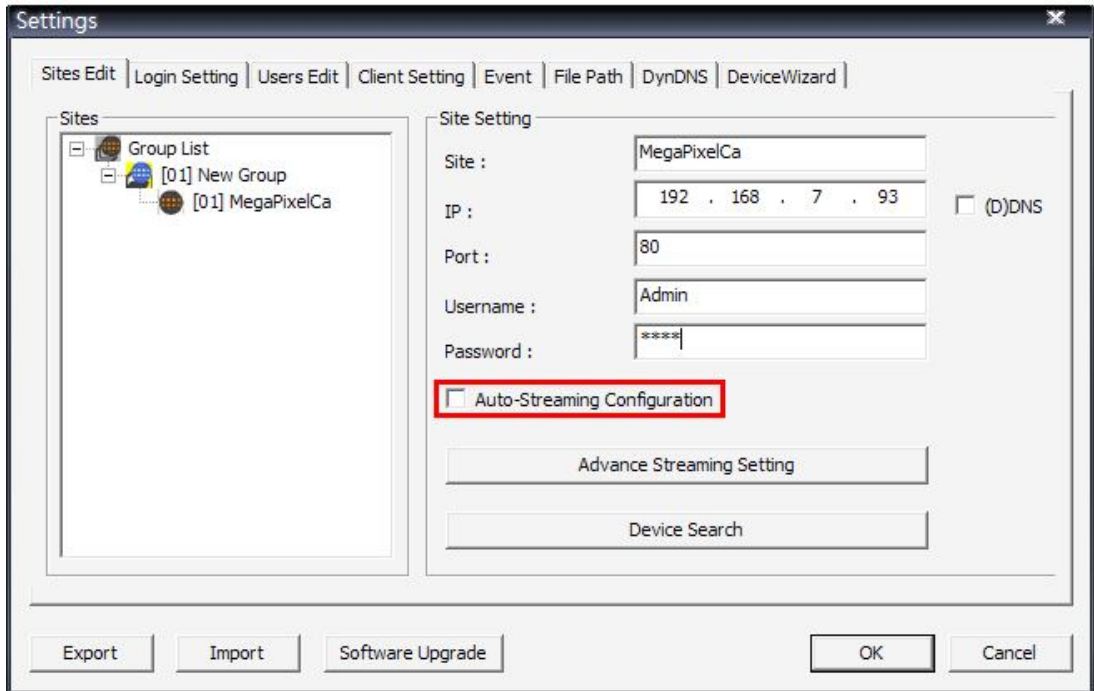 Settings
Sites Edit Login Setting Users Edit Client Setting Event File Path DynDNS DeviceWizard
Sites
Group List
[01] New Group
[01] MegaPixelCa
Site Setting
Site : MegaPixelCa
IP : 192 . 168 . 7 . 93 (D)DNS
Port : 80
Username : Admin
Password : ****
Auto-Streaming Configuration
Advance Streaming Setting
Device Search
Export Import Software Upgrade OK Cancel